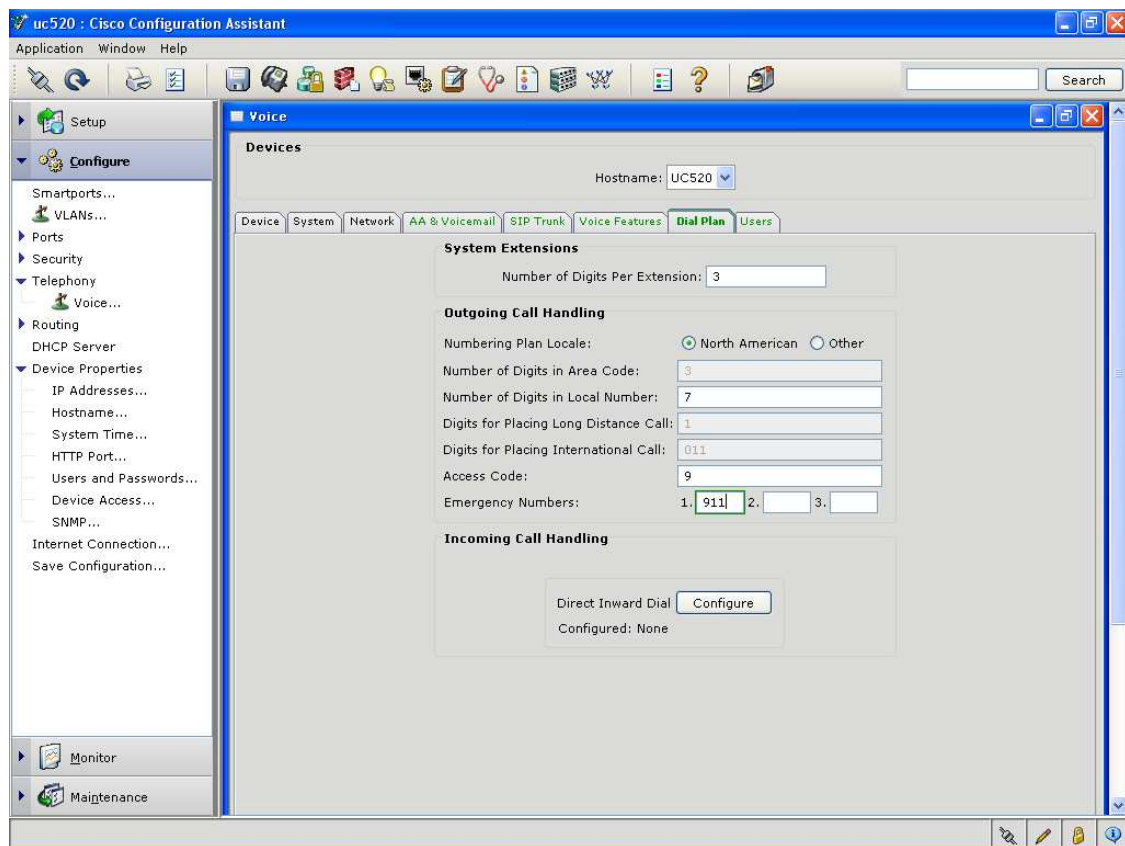 uc520 : Cisco Configuration Assistant
Application Window Help
Search
Setup
Configure
Smartports...
VLANs...
Ports
Security
Telephony
Voice...
Routing
DHCP Server
Device Properties
IP Addresses...
Hostname...
System Time...
HTTP Port...
Users and Passwords...
Device Access...
SNMP...
Internet Connection...
Save Configuration...
Monitor
Maintenance
Voice
Devices
Hostname: UC520
Device System Network AA & Voicemail SIP Trunk Voice Features Dial Plan Users
System Extensions
Number of Digits Per Extension: 3
Outgoing Call Handling
Numbering Plan Locale: North American Other
Number of Digits in Area Code: 3
Number of Digits in Local Number: 7
Digits for Placing Long Distance Call: 1
Digits for Placing International Call: 011
Access Code: 9
Emergency Numbers: 1. 911 2. 3.
Incoming Call Handling
Direct Inward Dial Configure
Configured: None